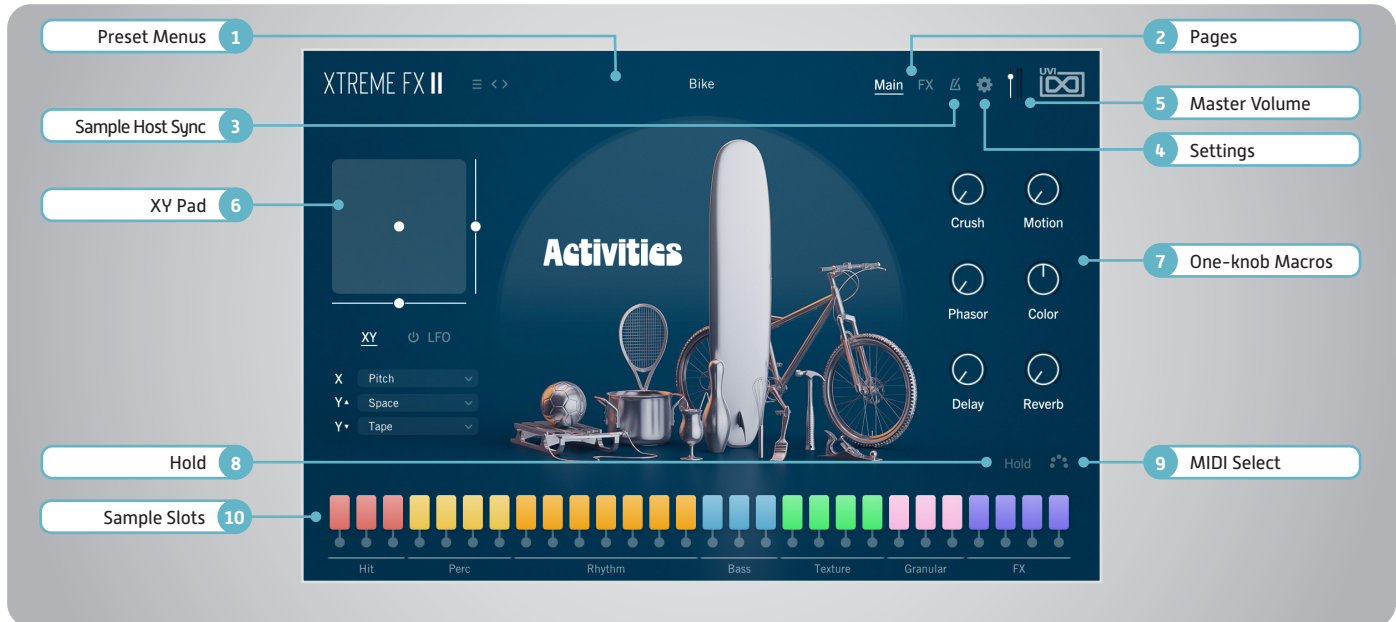 Preset Menus 1
2 Pages
XTREME FX II
Bike
Main FX
UVI
5 Master Volume
Sample Host Sync 3
4 Settings
XY Pad 6
Crush Motion
Activities
7 One-knob Macros
Phasor Color
XY LFO
X Pitch
Y Space
Y Tape
Delay Reverb
Hold 8
Hold
9 MIDI Select
Sample Slots 10
Hit Perc Rhythm Bass Texture Granular FX